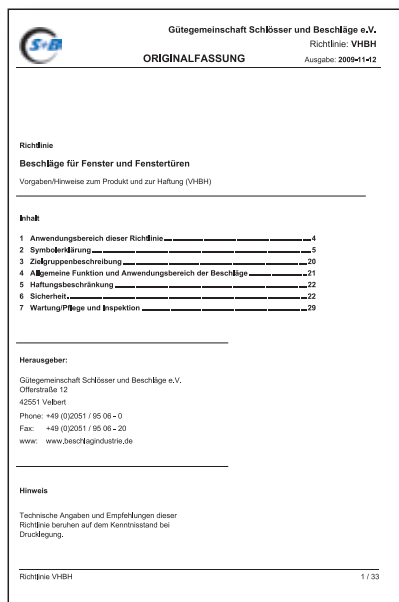 S+B
Gütegemeinschaft Schlösser und Beschläge e.V.
Richtlinie: VHBH
ORIGINALFASSUNG Ausgabe: 2009-11-12
Richtlinie
Beschläge für Fenster und Fenstertüren
Vorgaben/Hinweise zum Produkt und zur Haftung (VHBH)
Inhalt
1 Anwendungsbereich dieser Richtlinie 4
2 Symbolerklärung 5
3 Zielgruppenbeschreibung 20
4 Allgemeine Funktion und Anwendungsbereich der Beschläge 21
5 Haftungsbeschränkung 22
6 Sicherheit 22
7 Wartung/Pflege und Inspektion 29
Herausgeber:
Gütegemeinschaft Schlösser und Beschläge e.V.
Offerstraße 12
42551 Velbert
Phone: +49 (0)2051 / 95 06 – 0
Fax: +49 (0)2051 / 95 06 – 20
www: www.beschlagindustrie.de
Hinweis
Technische Angaben und Empfehlungen dieser
Richtlinie beruhen auf dem Kenntnisstand bei
Drucklegung.
Richtlinie VHBH 1 / 33